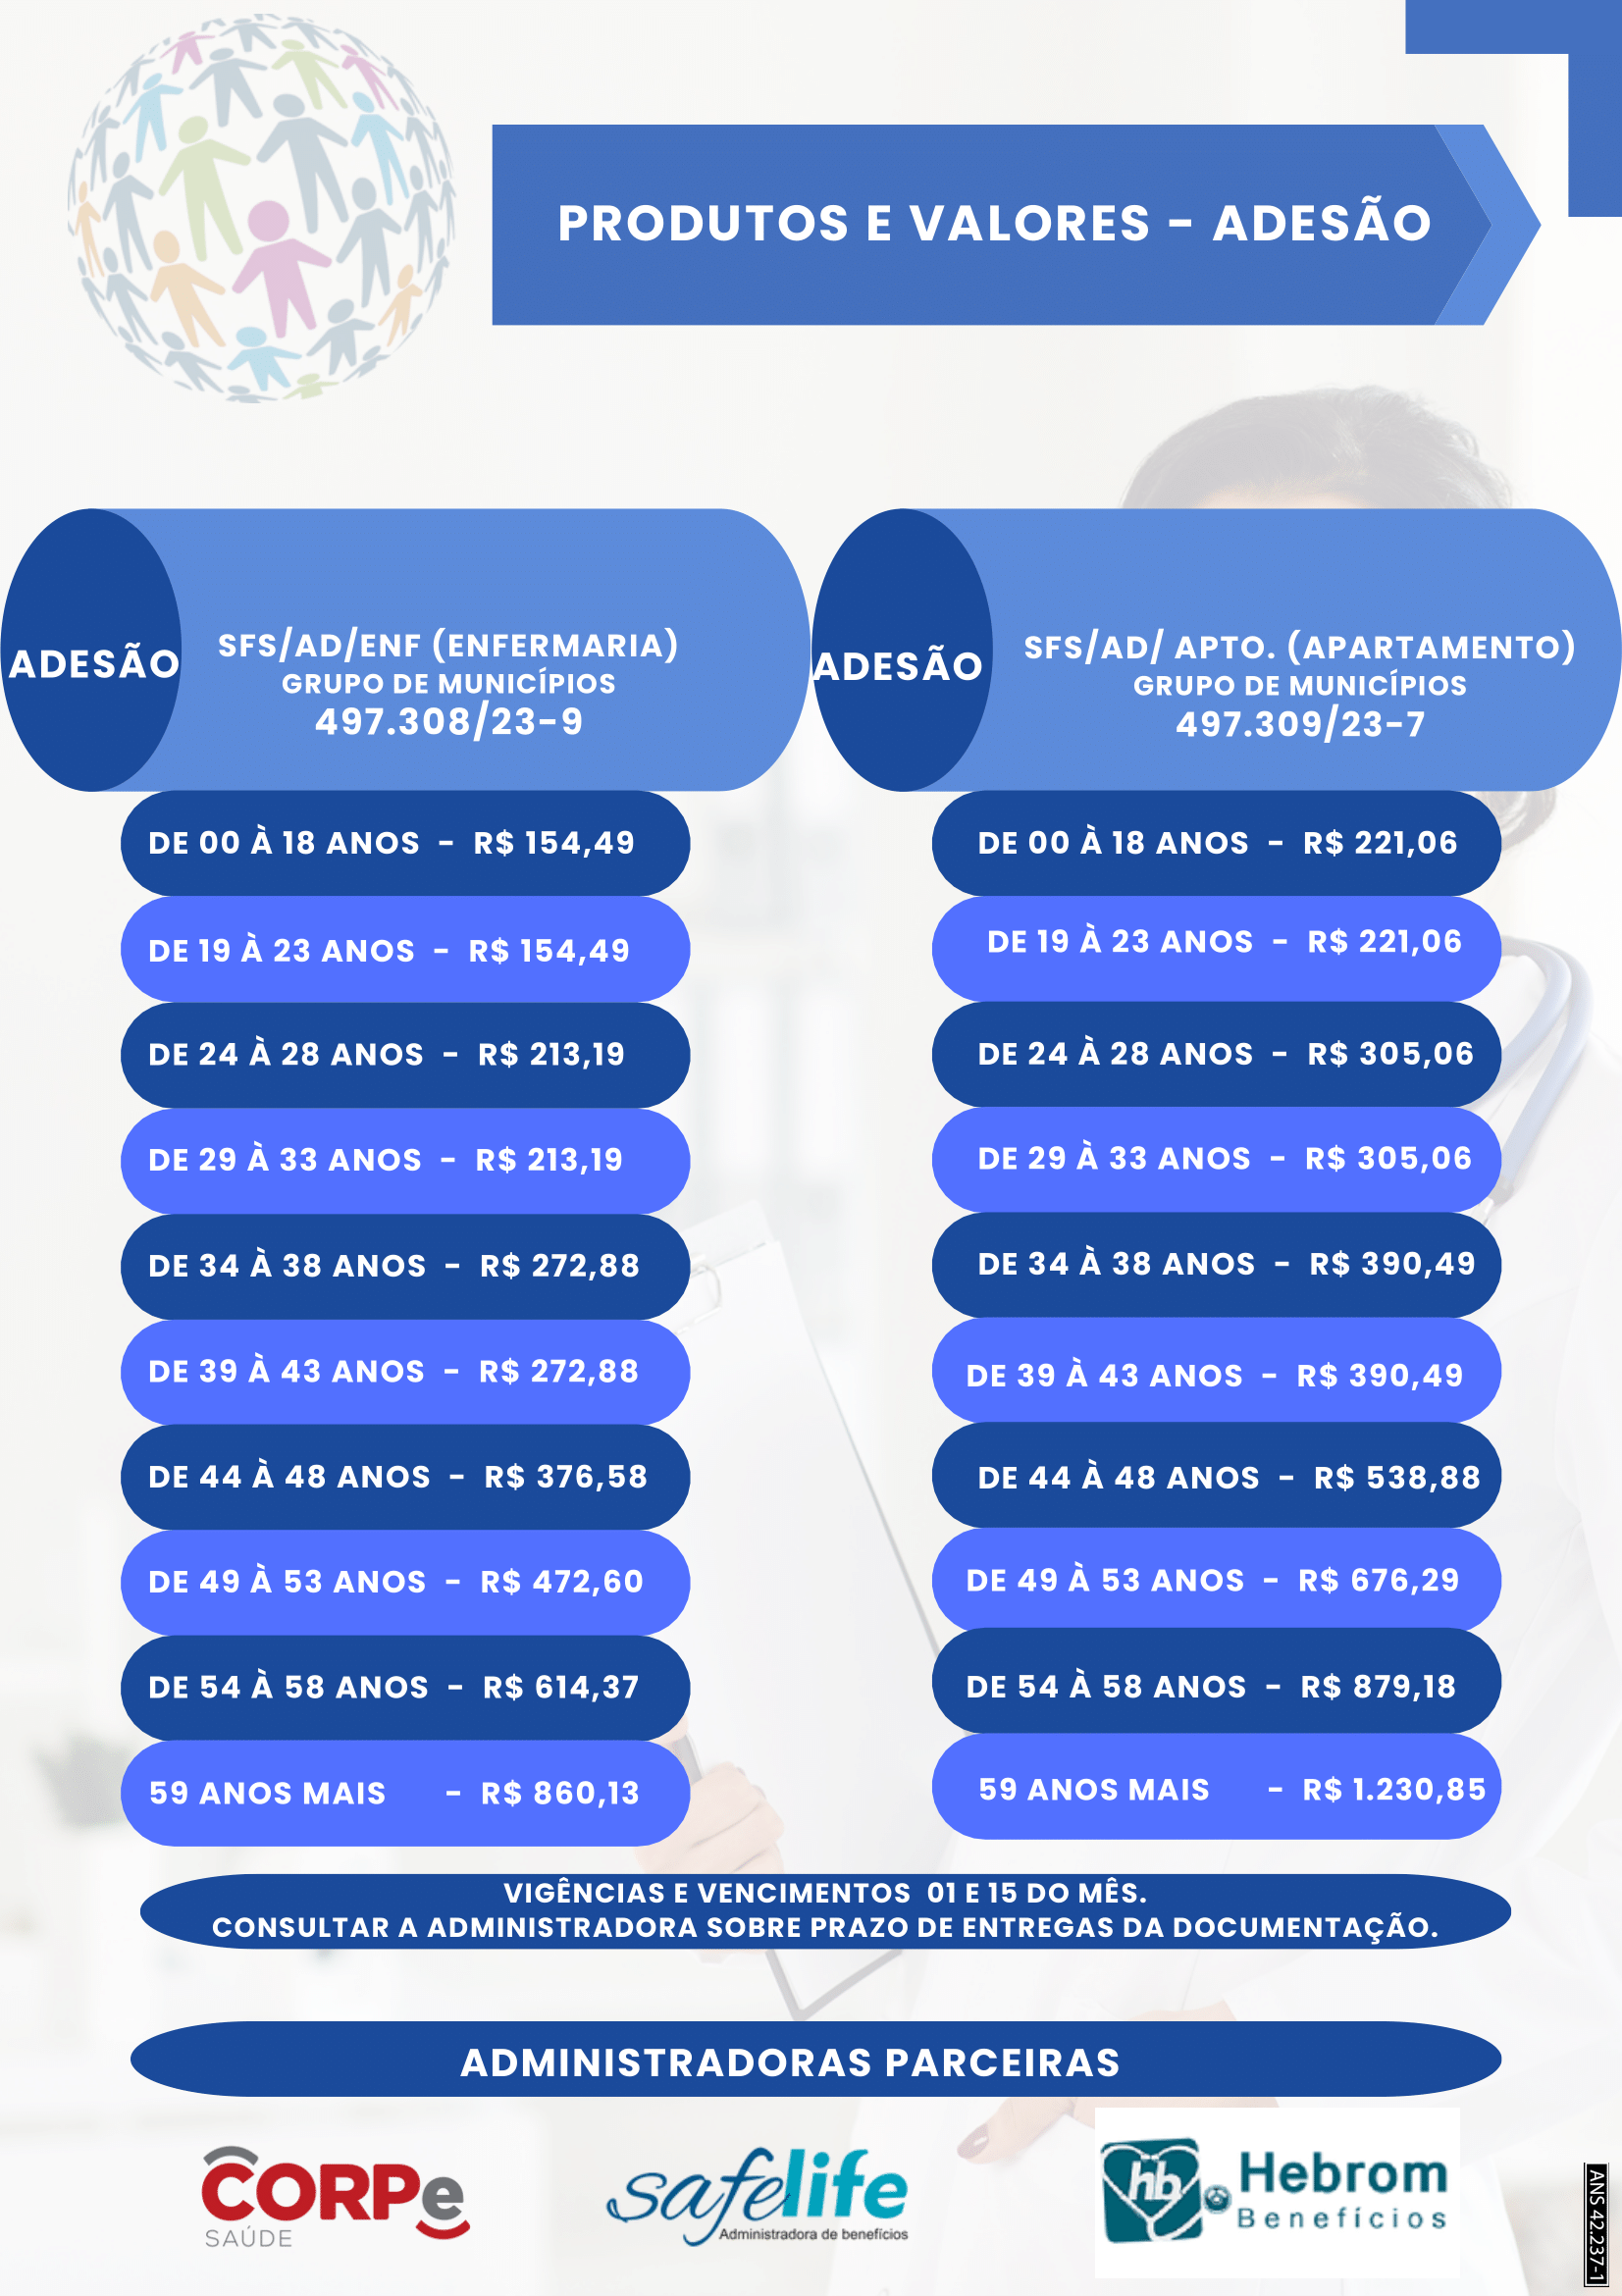 PRODUTOS E VALORES - ADESÃO
ADESÃO
SFS/AD/ENF (ENFERMARIA)
GRUPO DE MUNICÍPIOS
497.308/23-9
DE 00 À 18 ANOS - R$ 154,49
DE 19 À 23 ANOS - R$ 154,49
DE 24 À 28 ANOS - R$ 213,19
DE 29 À 33 ANOS - R$ 213,19
DE 34 À 38 ANOS - R$ 272,88
DE 39 À 43 ANOS - R$ 272,88
DE 44 À 48 ANOS - R$ 376,58
DE 49 À 53 ANOS - R$ 472,60
DE 54 À 58 ANOS - R$ 614,37
59 ANOS MAIS - R$ 860,13
ADESÃO
SFS/AD/ APTO. (APARTAMENTO)
GRUPO DE MUNICÍPIOS
497.309/23-7
DE 00 À 18 ANOS - R$ 221,06
DE 19 À 23 ANOS - R$ 221,06
DE 24 À 28 ANOS - R$ 305,06
DE 29 À 33 ANOS - R$ 305,06
DE 34 À 38 ANOS - R$ 390,49
DE 39 À 43 ANOS - R$ 390,49
DE 44 À 48 ANOS - R$ 538,88
DE 49 À 53 ANOS - R$ 676,29
DE 54 À 58 ANOS - R$ 879,18
59 ANOS MAIS - R$ 1.230,85
VIGÊNCIAS E VENCIMENTOS 01 E 15 DO MÊS.
CONSULTAR A ADMINISTRADORA SOBRE PRAZO DE ENTREGAS DA DOCUMENTAÇÃO.
ADMINISTRADORAS PARCEIRAS
CORPe
SAÚDE
safelife
Administradora de benefícios
hb
Hebrom
Benefícios
ANS 42.237-1